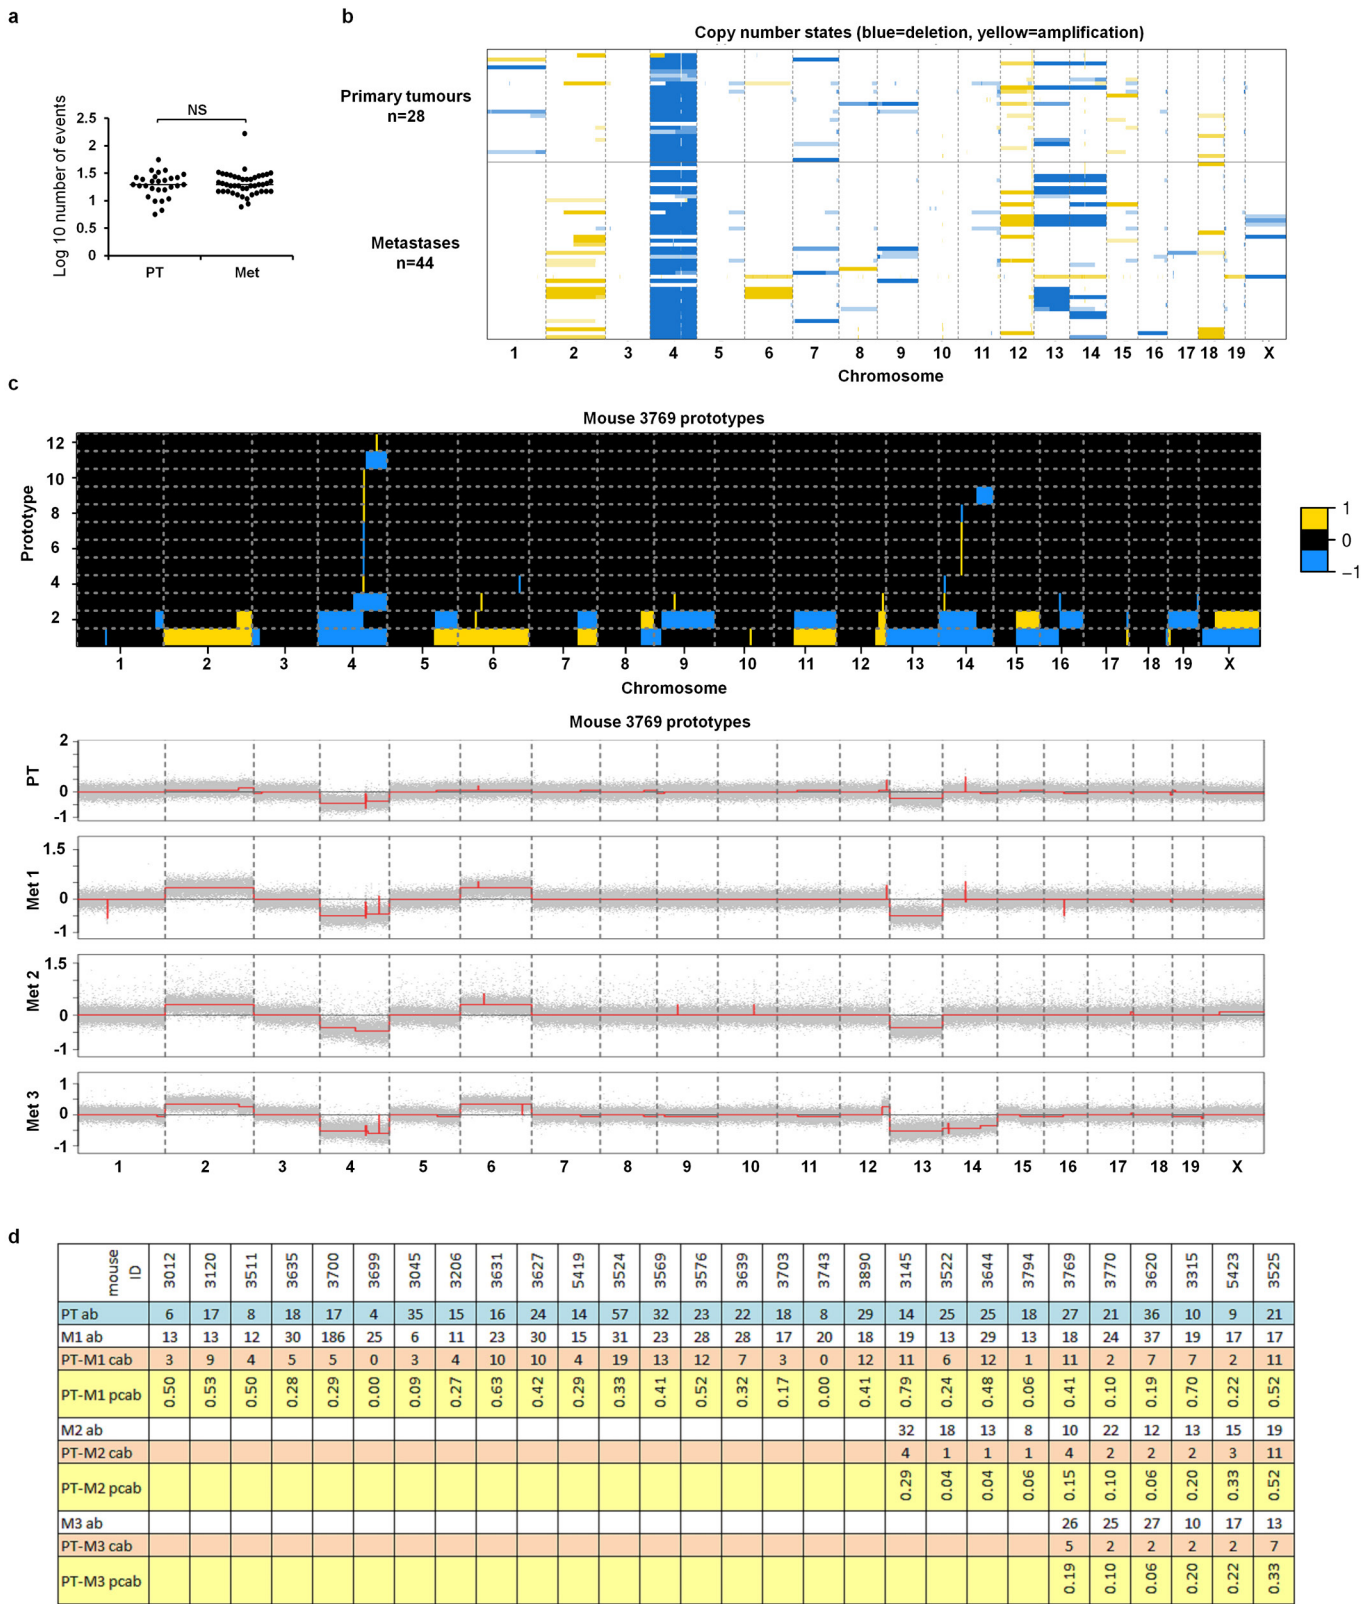 a
b
Copy number states (blue=deletion, yellow=amplification)
NS
Log 10 number of events
2.5
2
1.5
1
0.5
0
PT Met
Primary tumours
n=28
Metastases
n=44
1 2 3 4 5 6 7 8 9 10 11 12 13 14 15 16 17 18 19 X
Chromosome
c
Mouse 3769 prototypes
Prototype
12
10
8
6
4
2
1
0
−1
1 2 3 4 5 6 7 8 9 10 11 12 13 14 15 16 17 18 19 X
Chromosome
Mouse 3769 prototypes
PT
2
0
-1
Met 1
1.5
0
-1
Met 2
1.5
0
-1
Met 3
1
0
-1
1 2 3 4 5 6 7 8 9 10 11 12 13 14 15 16 17 18 19 X
d
mouse ID 3012 3120 3511 3635 3700 3699 3045 3206 3631 3627 5419 3524 3569 3576 3639 3703 3743 3890 3145 3522 3644 3794 3769 3770 3620 3315 5423 3525
PT ab 6 17 8 18 17 4 35 15 16 24 14 57 32 23 22 18 8 29 14 25 25 18 27 21 36 10 9 21
M1 ab 13 13 12 30 186 25 6 11 23 30 15 31 23 28 28 17 20 18 19 13 29 13 18 24 37 19 17 17
PT-M1 cab 3 9 4 5 5 0 3 4 10 10 4 19 13 12 7 3 0 12 11 6 12 1 11 2 7 7 2 11
PT-M1 pcab 0.50 0.53 0.50 0.28 0.29 0.00 0.09 0.27 0.63 0.42 0.29 0.33 0.41 0.52 0.32 0.17 0.00 0.41 0.79 0.24 0.48 0.06 0.41 0.10 0.19 0.70 0.22 0.52
M2 ab 32 18 13 8 10 22 12 13 15 19
PT-M2 cab 4 1 1 1 4 2 2 2 3 11
PT-M2 pcab 0.29 0.04 0.04 0.06 0.15 0.10 0.06 0.20 0.33 0.52
M3 ab 26 25 27 10 17 13
PT-M3 cab 5 2 2 2 2 7
PT-M3 pcab 0.19 0.10 0.06 0.20 0.22 0.33